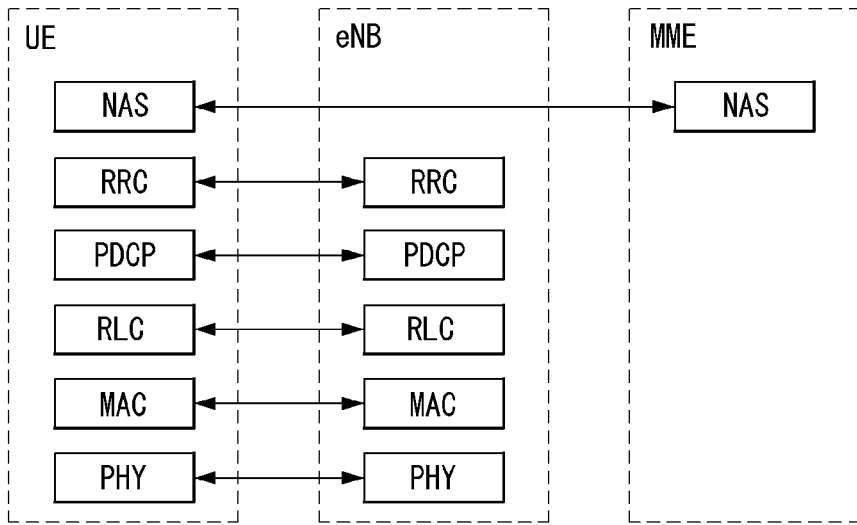 UE eNB MME
NAS NAS
RRC RRC
PDCP PDCP
RLC RLC
MAC MAC
PHY PHY